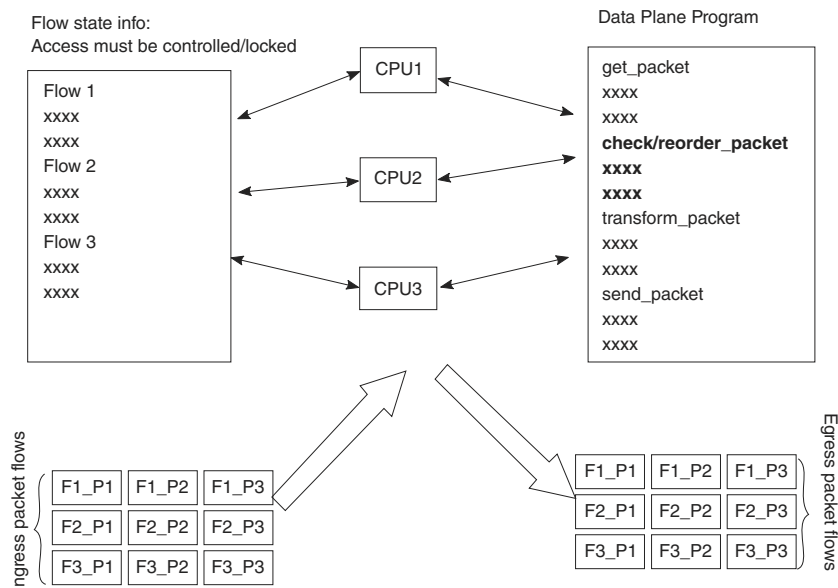 Flow state info:
Access must be controlled/locked
Data Plane Program
Flow 1
xxxx
xxxx
Flow 2
xxxx
xxxx
Flow 3
xxxx
xxxx
CPU1
CPU2
CPU3
get_packet
xxxx
xxxx
check/reorder_packet
xxxx
xxxx
transform_packet
xxxx
xxxx
send_packet
xxxx
xxxx
ngress packet flows
F1_P1 F1_P2 F1_P3
F2_P1 F2_P2 F2_P3
F3_P1 F3_P2 F3_P3
F1_P1 F1_P2 F1_P3
F2_P1 F2_P2 F2_P3
F3_P1 F3_P2 F3_P3
Egress packet flows